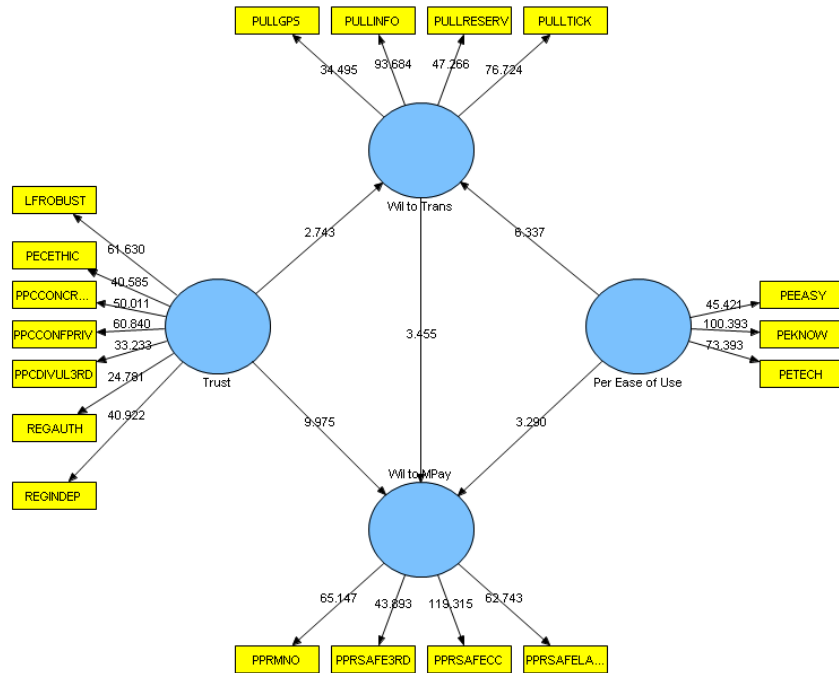 PULLGPS
PULLINFO
PULLRESERV
PULLTICK
34.495
93.684
47.266
76.724
Wil to Trans
LFROBUST
PECETHIC
PPCCONCR...
PPCCONFPRIV
PPCDIVUL3RD
REGAUTH
REGINDEP
61.630
40.585
50.011
60.840
33.233
24.781
40.922
Trust
2.743
6.337
3.455
9.975
3.290
Per Ease of Use
45.421
100.393
73.393
PEEASY
PEKNOW
PETECH
Wil to MPay
65.147
43.893
119.315
62.743
PPRMNO
PPRSAFE3RD
PPRSAFECC
PPRSAFELA...